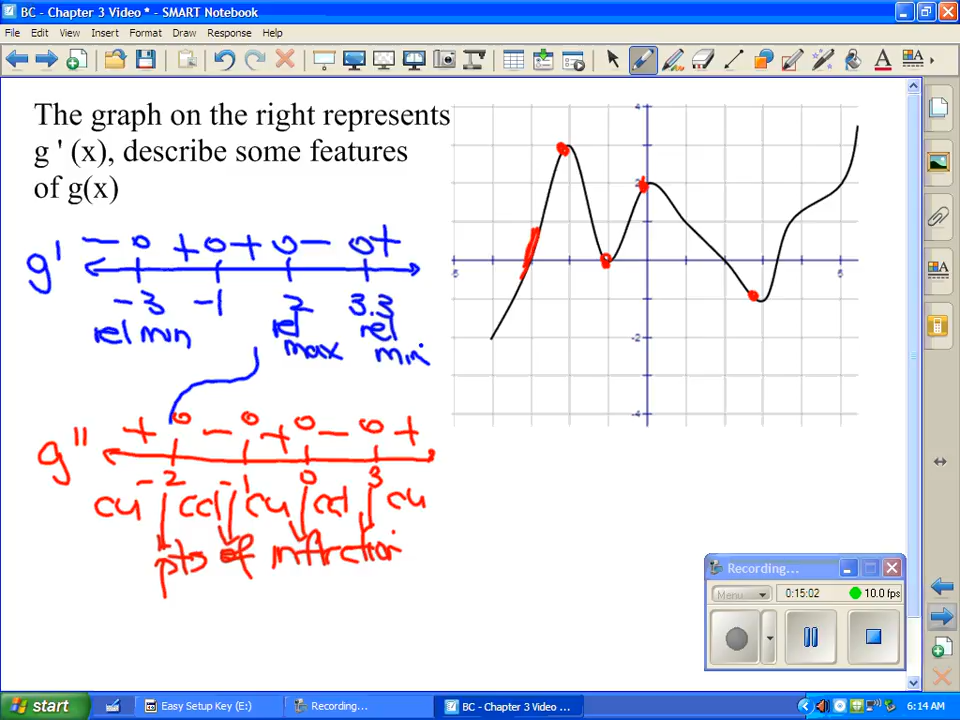 BC - Chapter 3 Video * - SMART Notebook
File Edit View Insert Format Draw Response Help
The graph on the right represents
g ' (x), describe some features
of g(x)
g' − 0 + 0 + 0 − 0 +
-3 -1 2 3.3
rel min rel max rel min
g'' + 0 − 0 + 0 − 0 +
-2 -1 0 3
cu cd cu cd cu
pts of inflection
4
2
-2
-4
-5
5
Recording...
Menu 0:15:02 10.0 fps
start Easy Setup Key (E:) Recording... BC - Chapter 3 Video ... 6:14 AM